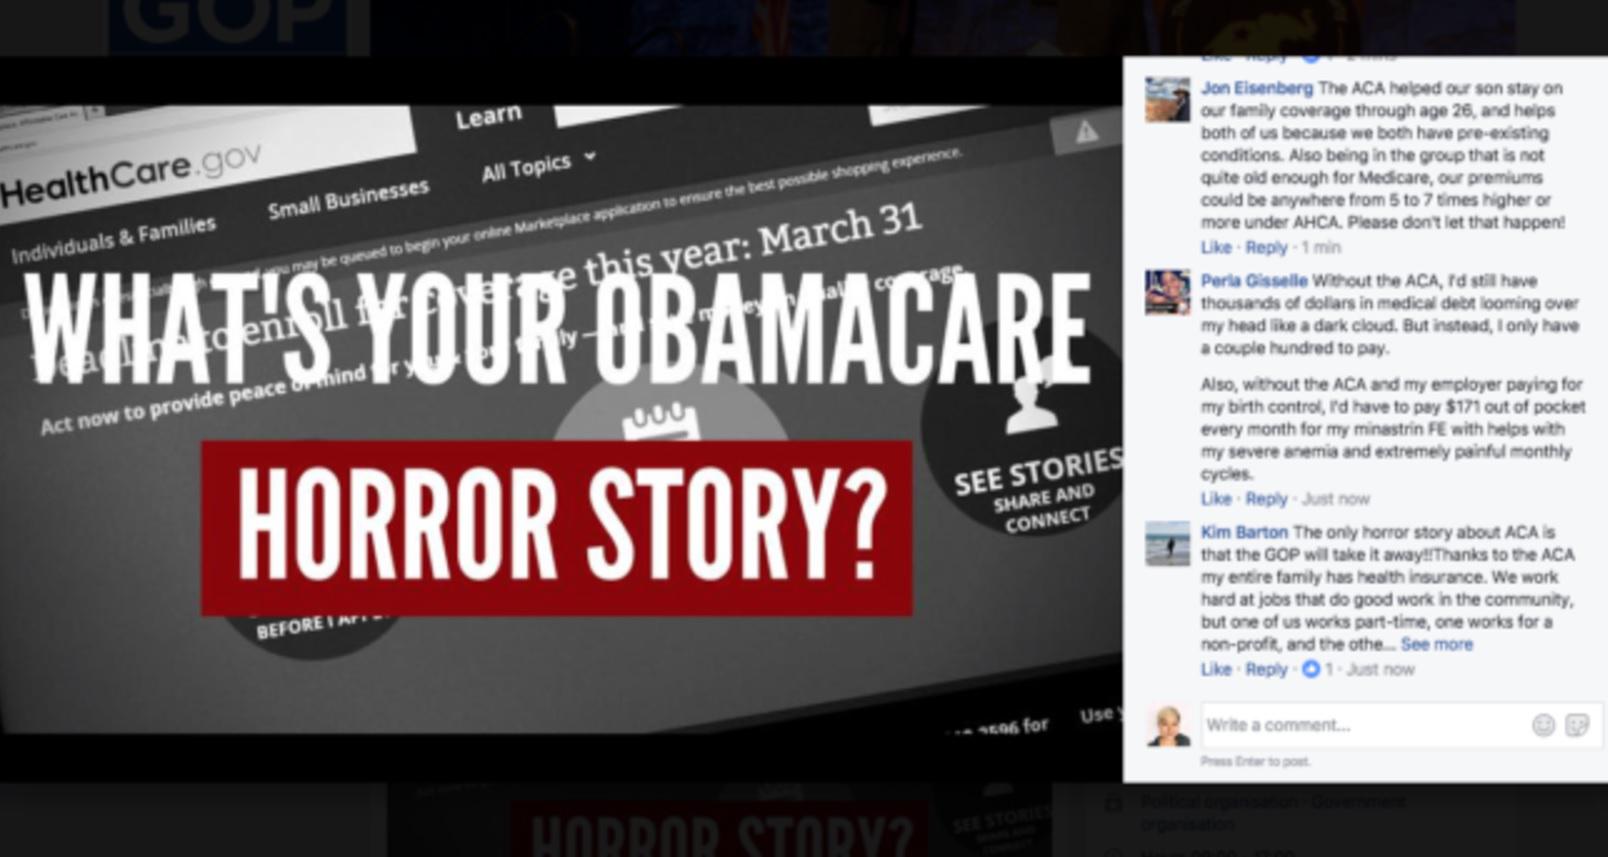 GOP
HealthCare.gov
Learn
Individuals & Families
Small Businesses
All Topics
you may be queued to begin your online Marketplace application to ensure the best possible shopping experience.
to enroll for coverage this year: March 31
Act now to provide peace of mind for
WHAT'S YOUR OBAMACARE
HORROR STORY?
SEE STORIES
SHARE AND
CONNECT
BEFORE I
2596 for
Use
Like · Reply
Jon Eisenberg The ACA helped our son stay on
our family coverage through age 26, and helps
both of us because we both have pre-existing
conditions. Also being in the group that is not
quite old enough for Medicare, our premiums
could be anywhere from 5 to 7 times higher or
more under AHCA. Please don't let that happen!
Like · Reply · 1 min
Perla Gisselle Without the ACA, I'd still have
thousands of dollars in medical debt looming over
my head like a dark cloud. But instead, I only have
a couple hundred to pay.
Also, without the ACA and my employer paying for
my birth control, I'd have to pay $171 out of pocket
every month for my minastrin FE with helps with
my severe anemia and extremely painful monthly
cycles.
Like · Reply · Just now
Kim Barton The only horror story about ACA is
that the GOP will take it away!!Thanks to the ACA
my entire family has health insurance. We work
hard at jobs that do good work in the community,
but one of us works part-time, one works for a
non-profit, and the othe... See more
Like · Reply · 1 · Just now
Write a comment...
Press Enter to post.
HORROR STORY?
SEE STORIES
Political organisation · Government
organisation